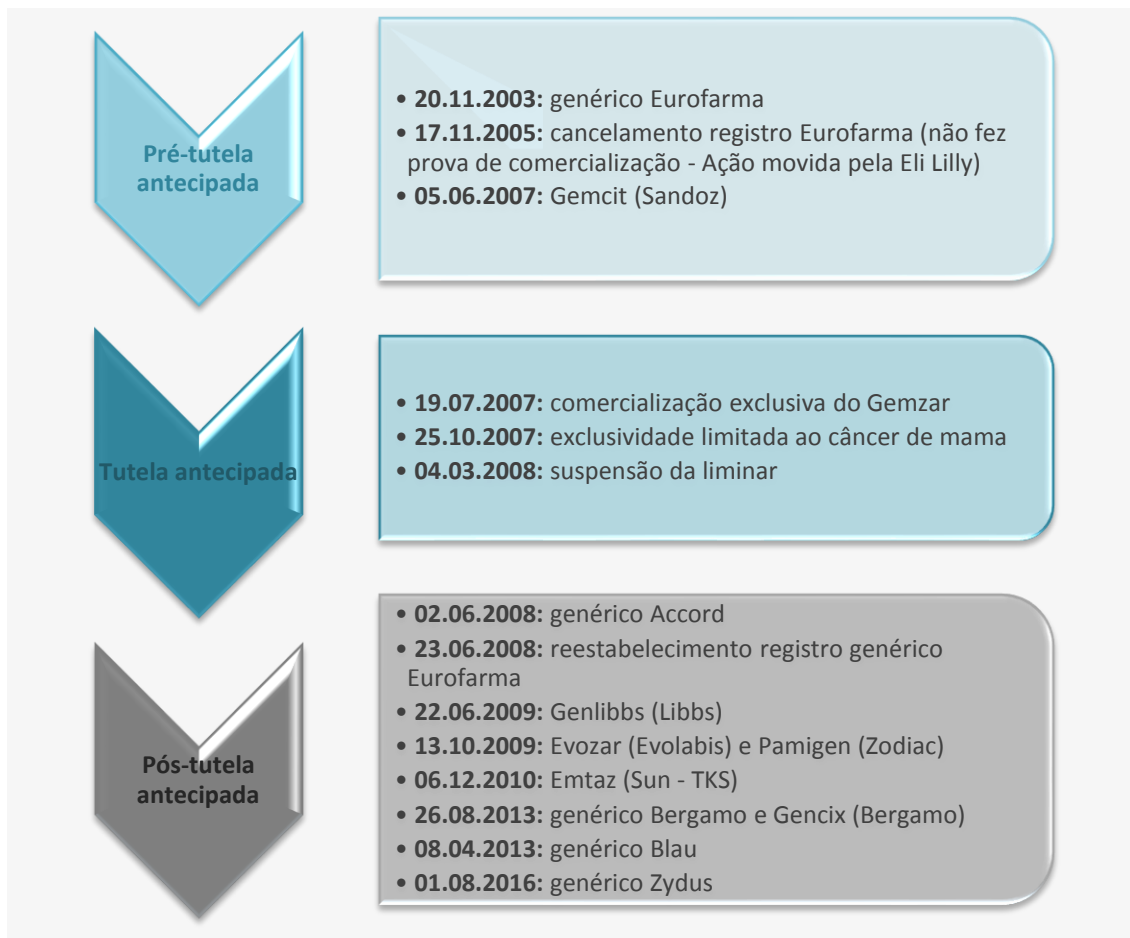 Pré-tutela
antecipada
• 20.11.2003: genérico Eurofarma
• 17.11.2005: cancelamento registro Eurofarma (não fez
prova de comercialização - Ação movida pela Eli Lilly)
• 05.06.2007: Gemcit (Sandoz)
Tutela antecipada
• 19.07.2007: comercialização exclusiva do Gemzar
• 25.10.2007: exclusividade limitada ao câncer de mama
• 04.03.2008: suspensão da liminar
Pós-tutela
antecipada
• 02.06.2008: genérico Accord
• 23.06.2008: reestabelecimento registro genérico
Eurofarma
• 22.06.2009: Genlibbs (Libbs)
• 13.10.2009: Evozar (Evolabis) e Pamigen (Zodiac)
• 06.12.2010: Emtaz (Sun - TKS)
• 26.08.2013: genérico Bergamo e Gencix (Bergamo)
• 08.04.2013: genérico Blau
• 01.08.2016: genérico Zydus